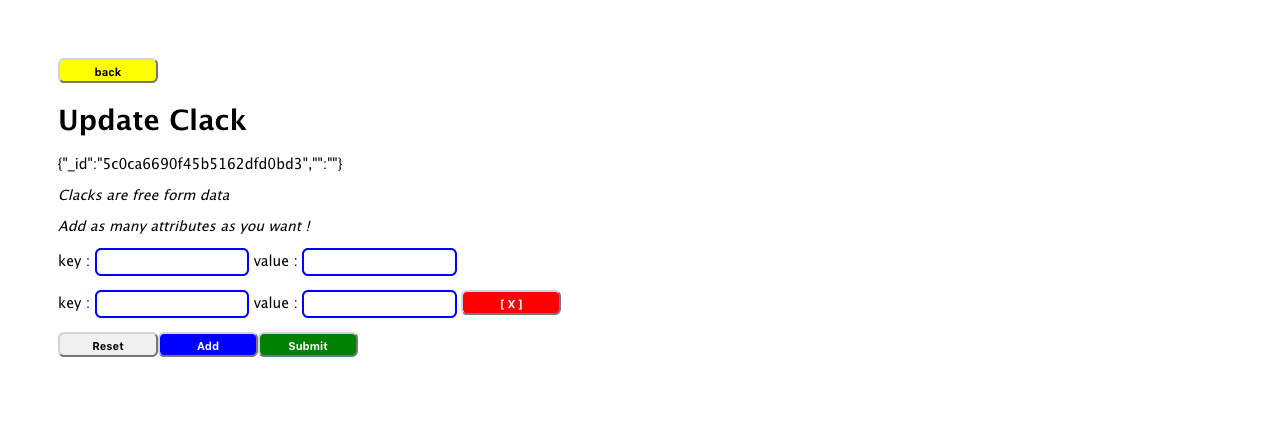 back
Update Clack
{"_id":"5c0ca6690f45b5162dfd0bd3","":""}
Clacks are free form data
Add as many attributes as you want !
key : value :
key : value : [ X ]
Reset Add Submit